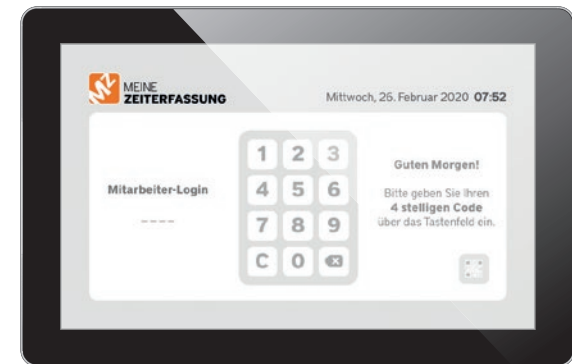 MEINE
ZEITERFASSUNG
Mittwoch, 26. Februar 2020 07:52
Mitarbeiter-Login
_ _ _ _
1 2 3
4 5 6
7 8 9
C 0
Guten Morgen!
Bitte geben Sie Ihren
4 stelligen Code
über das Tastenfeld ein.